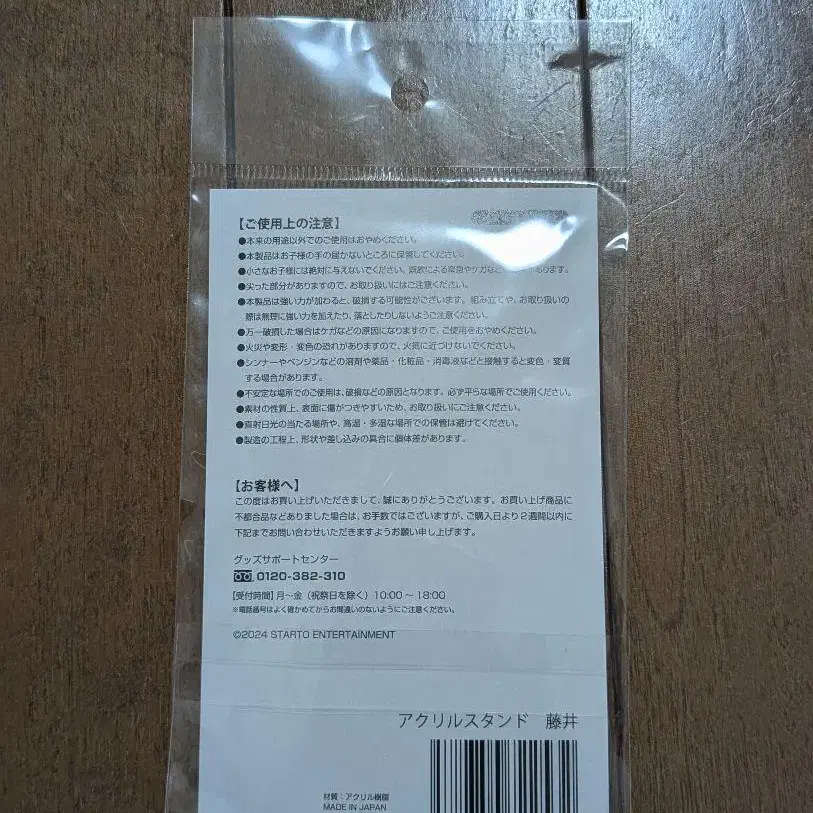 【ご使用上の注意】
●本来の用途以外でのご使用はおやめください。
●本製品はお子様の手の届かないところに保管してください。
●小さなお子様には絶対に与えないでください。誤飲による窒息やケガなど あります。
●尖った部分がありますので、お取り扱いにはご注意ください。
●本製品は強い力が加わると、破損する可能性がございます。組み立てや、お取り扱いの
際は無理に強い力を加えたり、落としたりしないようご注意ください。
●万一破損した場合はケガなどの原因になりますので、ご使用をおやめください。
●火災や変形・変色の恐れがありますので、火気に近づけないでください。
●シンナーやベンジンなどの溶剤や薬品・化粧品・消毒液などと接触すると変色・変質
する場合があります。
●不安定な場所でのご使用は、破損などの原因となります。必ず平らな場所でご使用ください。
●素材の性質上、表面に傷がつきやすいため、お取り扱いにご注意ください。
●直射日光の当たる場所や、高温・多湿な場所での保管は避けてください。
●製造の工程上、形状や差し込みの具合に個体差があります。
【お客様へ】
この度はお買い上げいただきまして、誠にありがとうございます。お買い上げ商品に
不都合品などありました場合は、お手数ではございますが、ご購入日より2週間以内に
下記までお問い合わせいただきますようお願い申し上げます。
グッズサポートセンター
0120-382-310
【受付時間】月〜金（祝祭日を除く）10:00〜18:00
※電話番号はよく確かめてからお間違いのないようにご注意ください。
©2024 STARTO ENTERTAINMENT
アクリルスタンド 藤井
材質：アクリル樹脂
MADE IN JAPAN